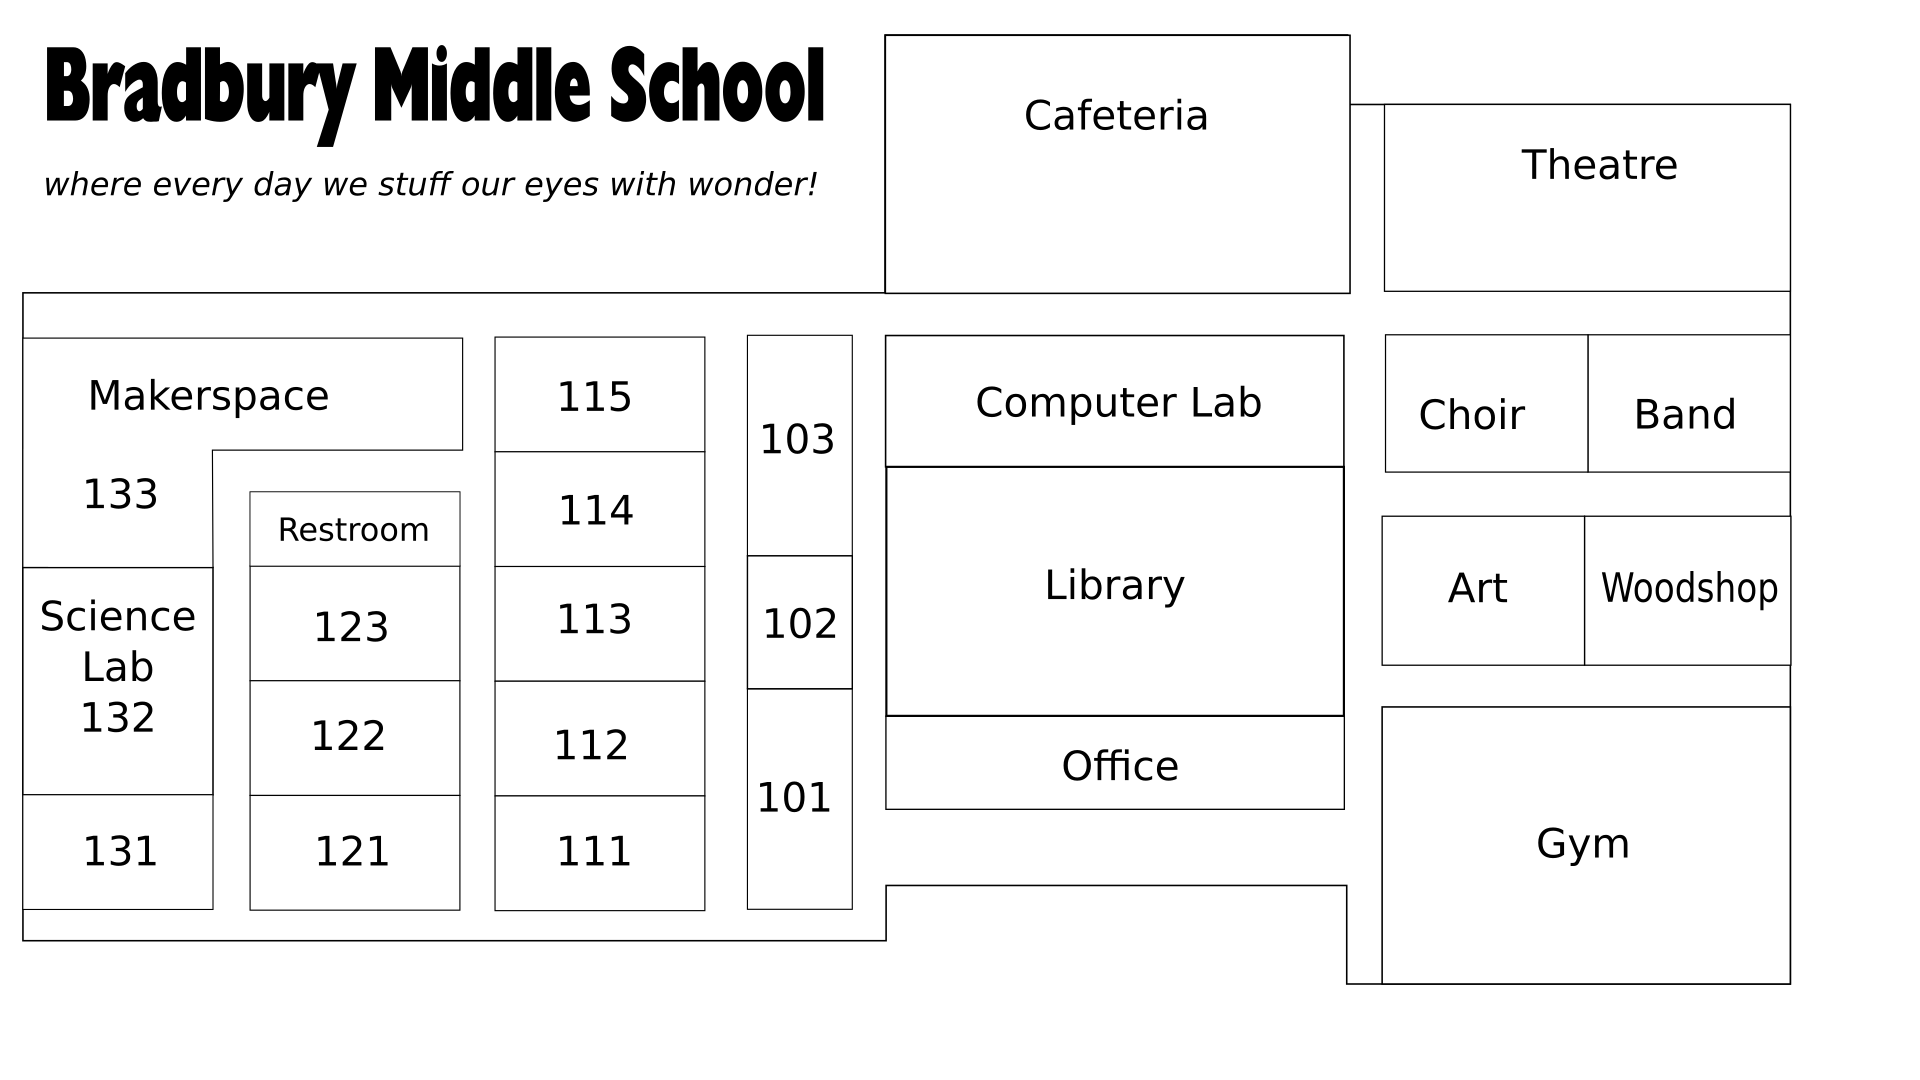 Bradbury Middle School
where every day we stuff our eyes with wonder!
Cafeteria
Theatre
Makerspace
133
Science
Lab
132
131
Restroom
123
122
121
115
114
113
112
111
103
102
101
Computer Lab
Library
Office
Choir
Band
Art
Woodshop
Gym